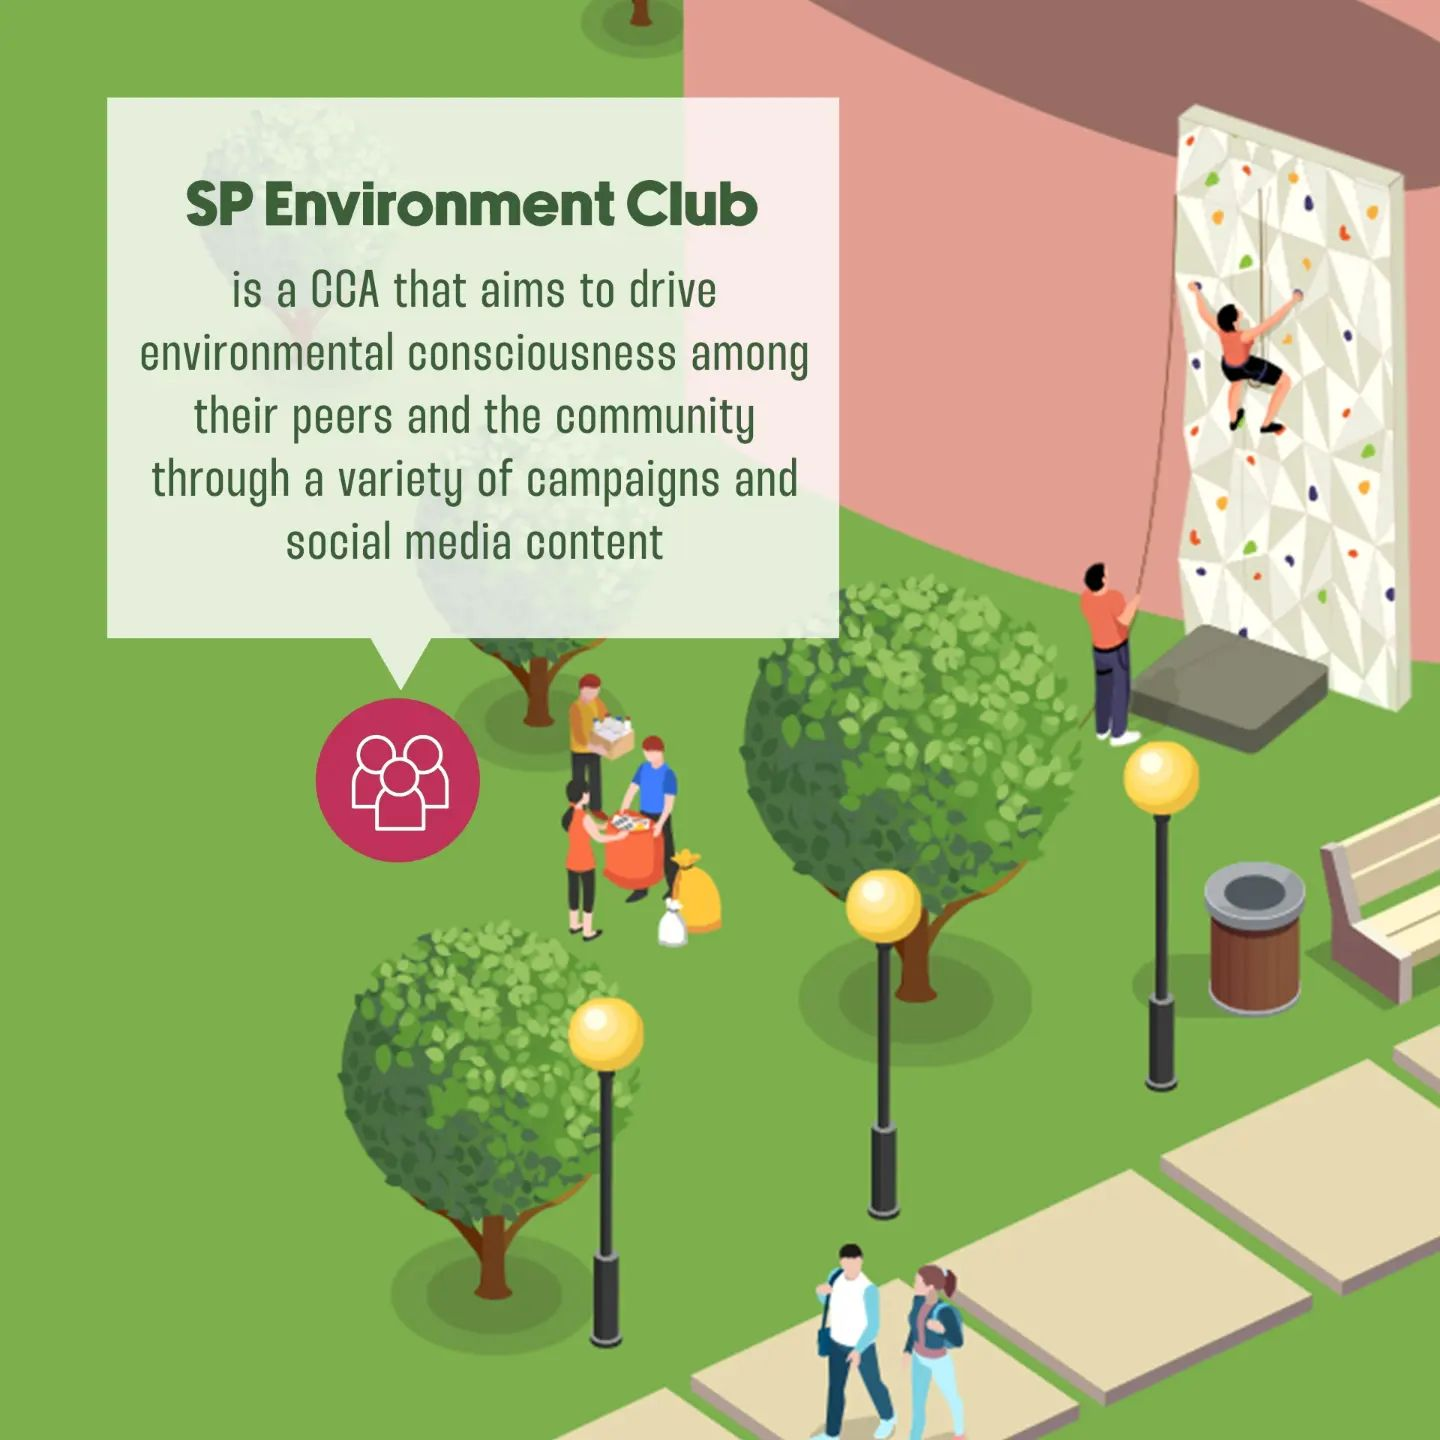 SP Environment Club
is a CCA that aims to drive
environmental consciousness among
their peers and the community
through a variety of campaigns and
social media content